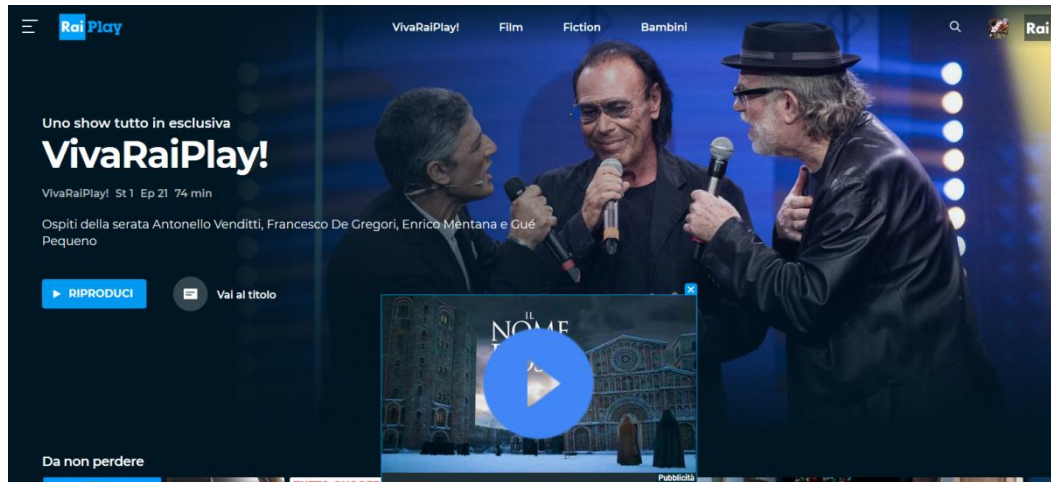 Rai Play
VivaRaiPlay! Film Fiction Bambini
Rai
Uno show tutto in esclusiva
VivaRaiPlay!
VivaRaiPlay! St 1 Ep 21 74 min
Ospiti della serata Antonello Venditti, Francesco De Gregori, Enrico Mentana e Gué
Pequeno
RIPRODUCI
Vai al titolo
IL
NOME
Pubblicità
Da non perdere